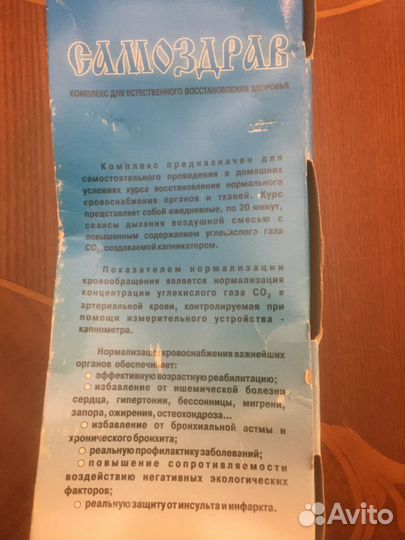 САМОЗДРАВ
КОМПЛЕКС ДЛЯ ЕСТЕСТВЕННОГО ВОССТАНОВЛЕНИЯ ЗДОРОВЬЯ
Комплекс предназначен для
самостоятельного проведения в домашних
условиях курса восстановления нормального
кровоснабжения органов и тканей. Курс
представляет собой ежедневные, по 20 минут,
сеансы дыхания воздушной смесью с
повышенным содержанием углекислого газа
CO2, создаваемой капникатором.
Показателем нормализации
кровообращения является нормализация
концентрации углекислого газа CO2 в
артериальной крови, контролируемая при
помощи измерительного устройства -
капнометра.
Нормализация кровоснабжения важнейших
органов обеспечит:
эффективную возрастную реабилитацию;
избавление от ишемической болезни
сердца, гипертонии, бессонницы, мигрени,
запора, ожирения, остеохондроза...
избавление от бронхиальной астмы и
хронического бронхита;
реальную профилактику заболеваний;
повышение сопротивляемости
воздействию негативных экологических
факторов;
реальную защиту от инсульта и инфаркта.
Avito